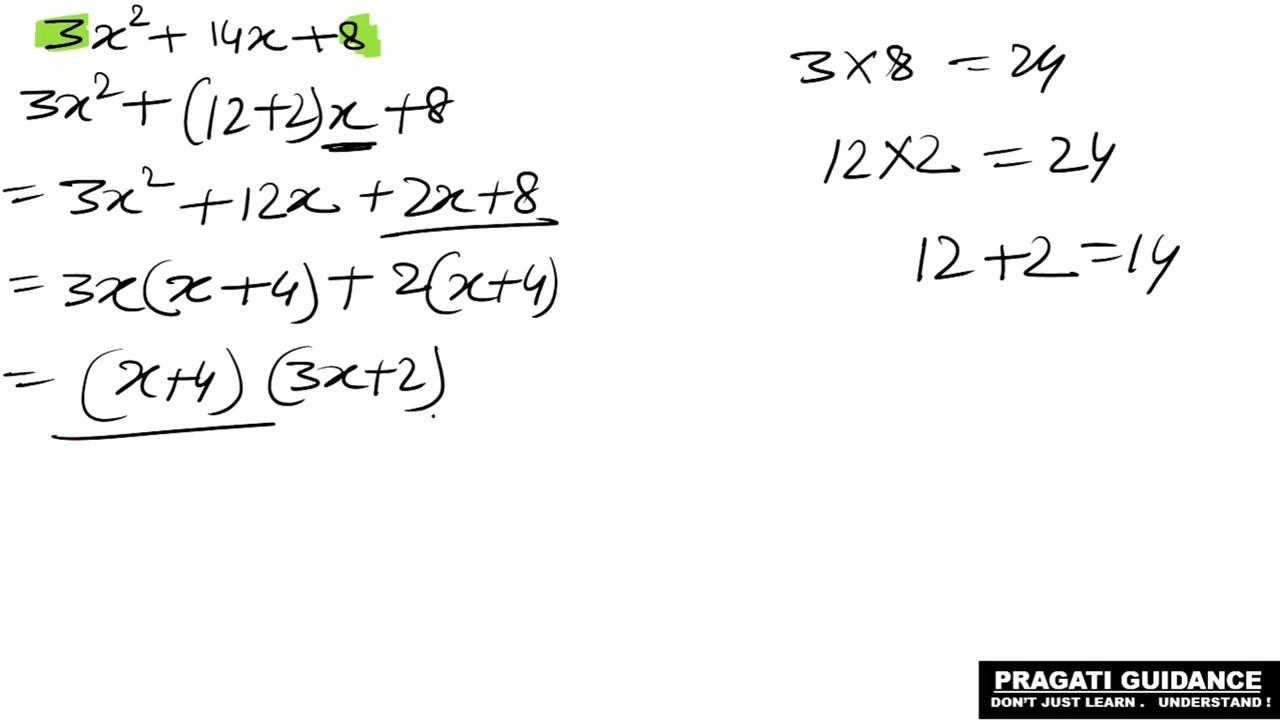 3x² + 14x + 8
3x² + (12+2)x + 8
= 3x² + 12x + 2x + 8
= 3x(x+4) + 2(x+4)
= (x+4) (3x+2)
3 × 8 = 24
12 × 2 = 24
12 + 2 = 14
PRAGATI GUIDANCE
DON'T JUST LEARN . UNDERSTAND !